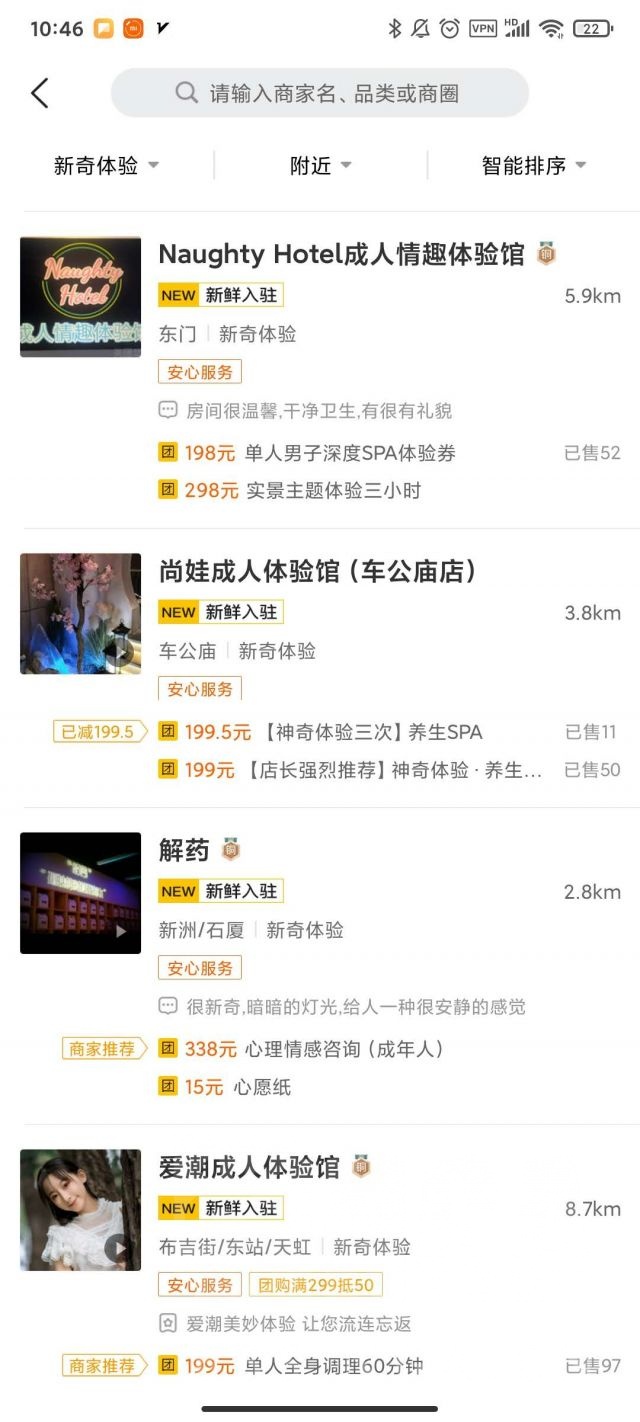 10:46 VPN HD 22
请输入商家名、品类或商圈
新奇体验 附近 智能排序
Naughty Hotel
成人情趣体验馆
Naughty Hotel成人情趣体验馆 铜
NEW 新鲜入驻 5.9km
东门 新奇体验
安心服务
房间很温馨,干净卫生,有很有礼貌
团 198元 单人男子深度SPA体验券 已售52
团 298元 实景主题体验三小时
尚娃成人体验馆（车公庙店）
NEW 新鲜入驻 3.8km
车公庙 新奇体验
安心服务
已减199.5 团 199.5元 【神奇体验三次】养生SPA 已售11
团 199元 【店长强烈推荐】神奇体验 · 养生... 已售50
解药 铜
NEW 新鲜入驻 2.8km
新洲/石厦 新奇体验
安心服务
很新奇,暗暗的灯光,给人一种很安静的感觉
商家推荐 团 338元 心理情感咨询（成年人）
团 15元 心愿纸
爱潮成人体验馆 铜
NEW 新鲜入驻 8.7km
布吉街/东站/天虹 新奇体验
安心服务 团购满299抵50
爱潮美妙体验 让您流连忘返
商家推荐 团 199元 单人全身调理60分钟 已售97